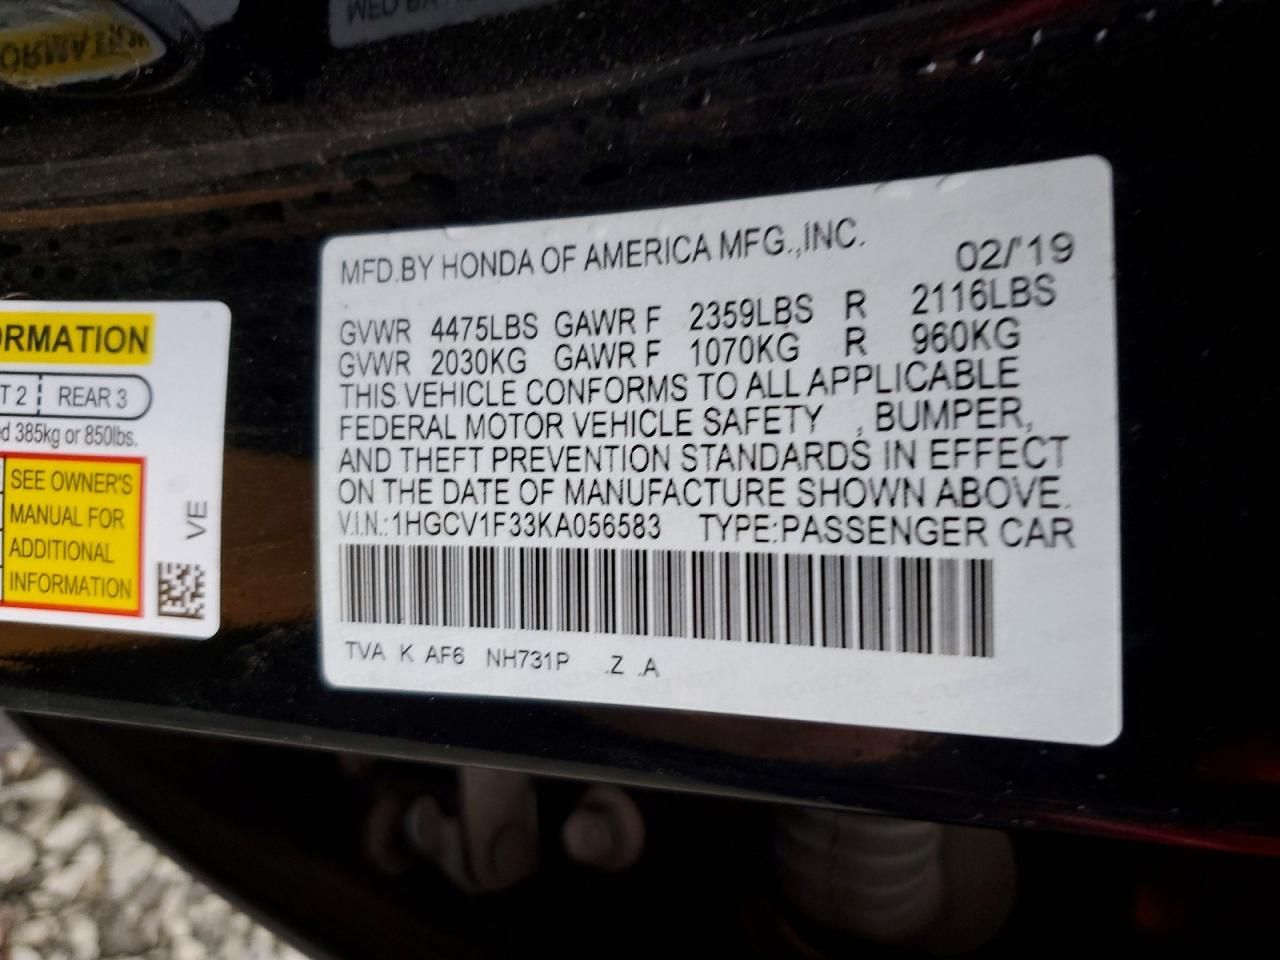 ORMATION
WED BY
ORMATION
T 2 REAR 3
d 385kg or 850lbs.
SEE OWNER'S
MANUAL FOR
ADDITIONAL
INFORMATION
VE
MFD.BY HONDA OF AMERICA MFG.,INC. 02/'19
GVWR 4475LBS GAWR F 2359LBS R 2116LBS
GVWR 2030KG GAWR F 1070KG R 960KG
THIS VEHICLE CONFORMS TO ALL APPLICABLE
FEDERAL MOTOR VEHICLE SAFETY , BUMPER,
AND THEFT PREVENTION STANDARDS IN EFFECT
ON THE DATE OF MANUFACTURE SHOWN ABOVE.
V.I.N.:1HGCV1F33KA056583 TYPE:PASSENGER CAR
TVA K AF6 NH731P .Z .A